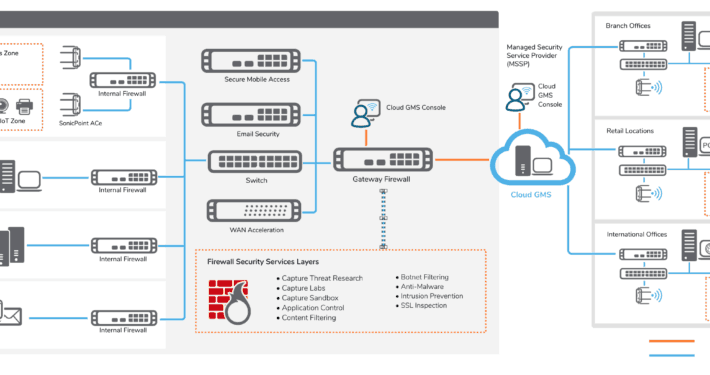 s Zone
IoT Zone
SonicPoint ACe
Internal Firewall
Internal Firewall
Internal Firewall
Internal Firewall
Secure Mobile Access
Email Security
Switch
WAN Acceleration
Cloud GMS Console
Gateway Firewall
Firewall Security Services Layers
• Capture Threat Research
• Capture Labs
• Capture Sandbox
• Application Control
• Content Filtering
• Botnet Filtering
• Anti-Malware
• Intrusion Prevention
• SSL Inspection
Managed Security
Service Provider
(MSSP)
Cloud
GMS
Console
Cloud GMS
Branch Offices
Retail Locations
International Offices